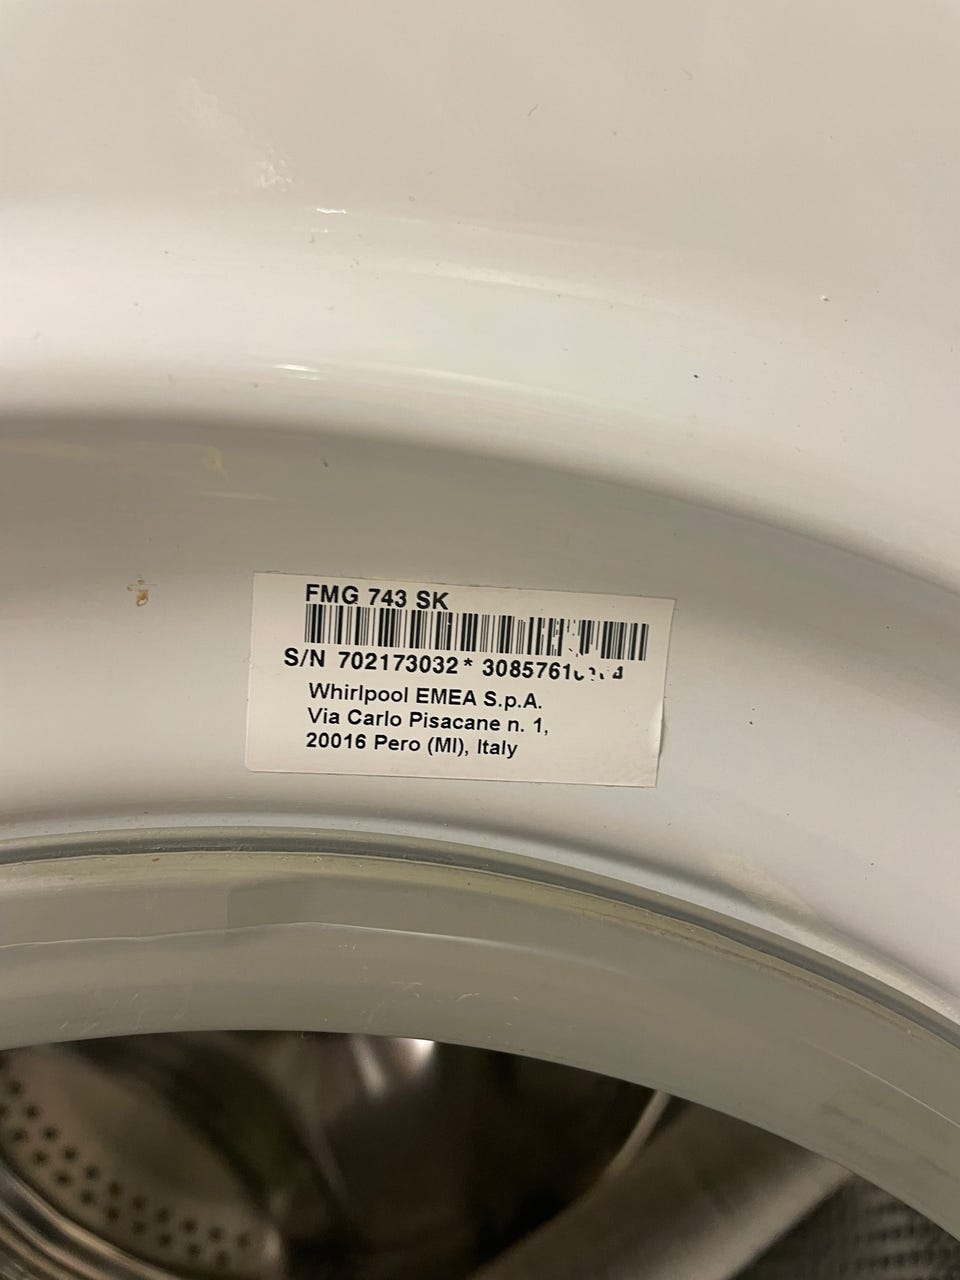 FMG 743 SK
S/N 702173032*
Whirlpool EMEA S.p.A.
Via Carlo Pisacane n. 1,
20016 Pero (MI), Italy